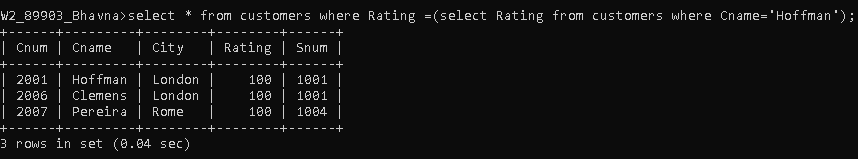 W2_89903_Bhavna>select * from customers where Rating =(select Rating from customers where Cname='Hoffman');
+------+---------+--------+--------+------+
| Cnum | Cname   | City   | Rating | Snum |
+------+---------+--------+--------+------+
| 2001 | Hoffman | London |    100 | 1001 |
| 2006 | Clemens | London |    100 | 1001 |
| 2007 | Pereira | Rome   |    100 | 1004 |
+------+---------+--------+--------+------+
3 rows in set (0.04 sec)